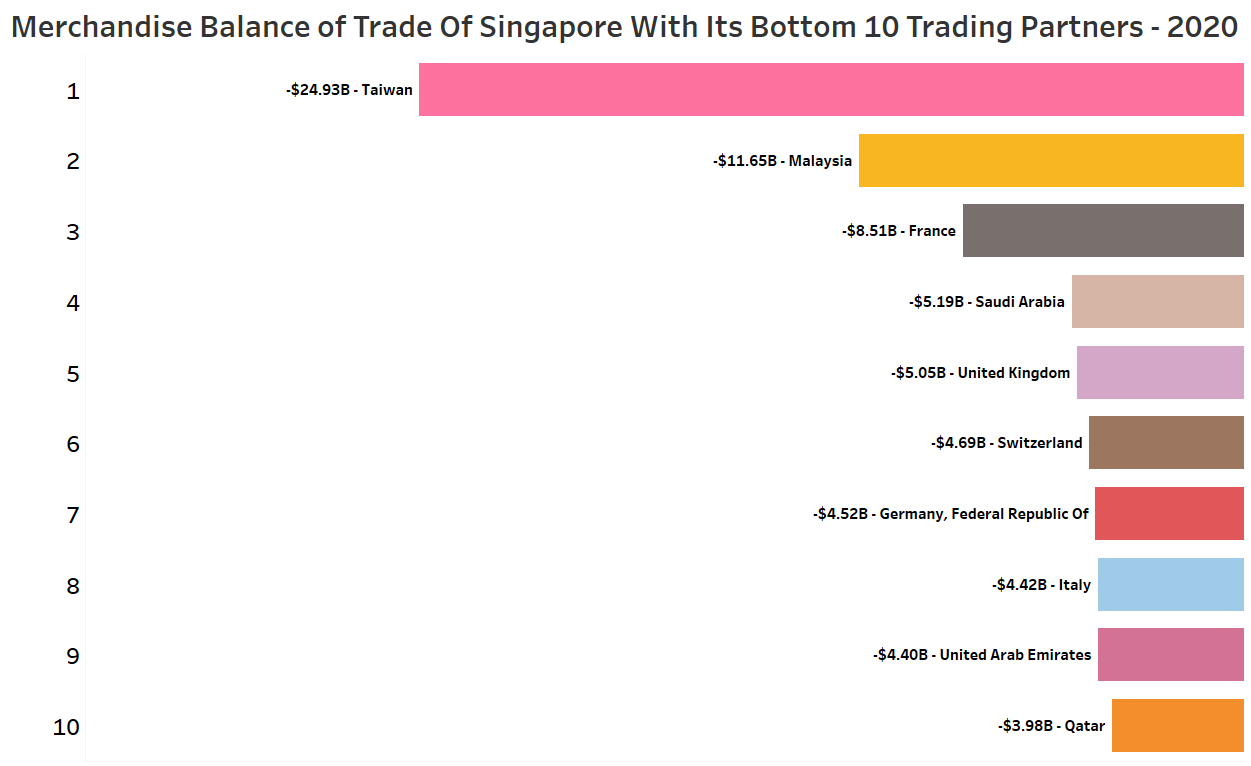 Merchandise Balance of Trade Of Singapore With Its Bottom 10 Trading Partners - 2020
1 -$24.93B - Taiwan
2 -$11.65B - Malaysia
3 -$8.51B - France
4 -$5.19B - Saudi Arabia
5 -$5.05B - United Kingdom
6 -$4.69B - Switzerland
7 -$4.52B - Germany, Federal Republic Of
8 -$4.42B - Italy
9 -$4.40B - United Arab Emirates
10 -$3.98B - Qatar